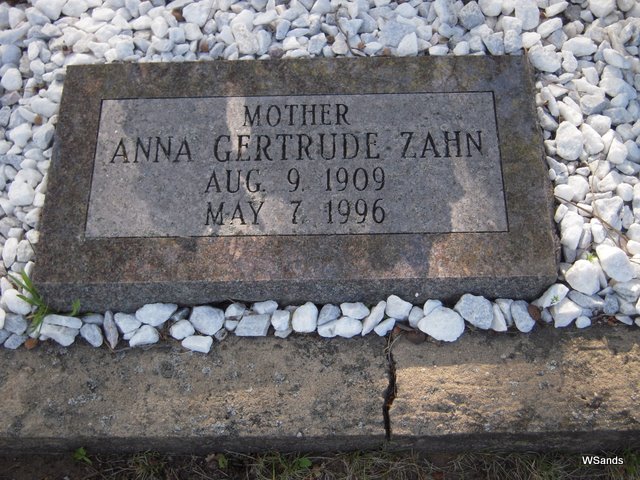 MOTHER
ANNA GERTRUDE ZAHN
AUG. 9. 1909
MAY 7. 1996
WSands